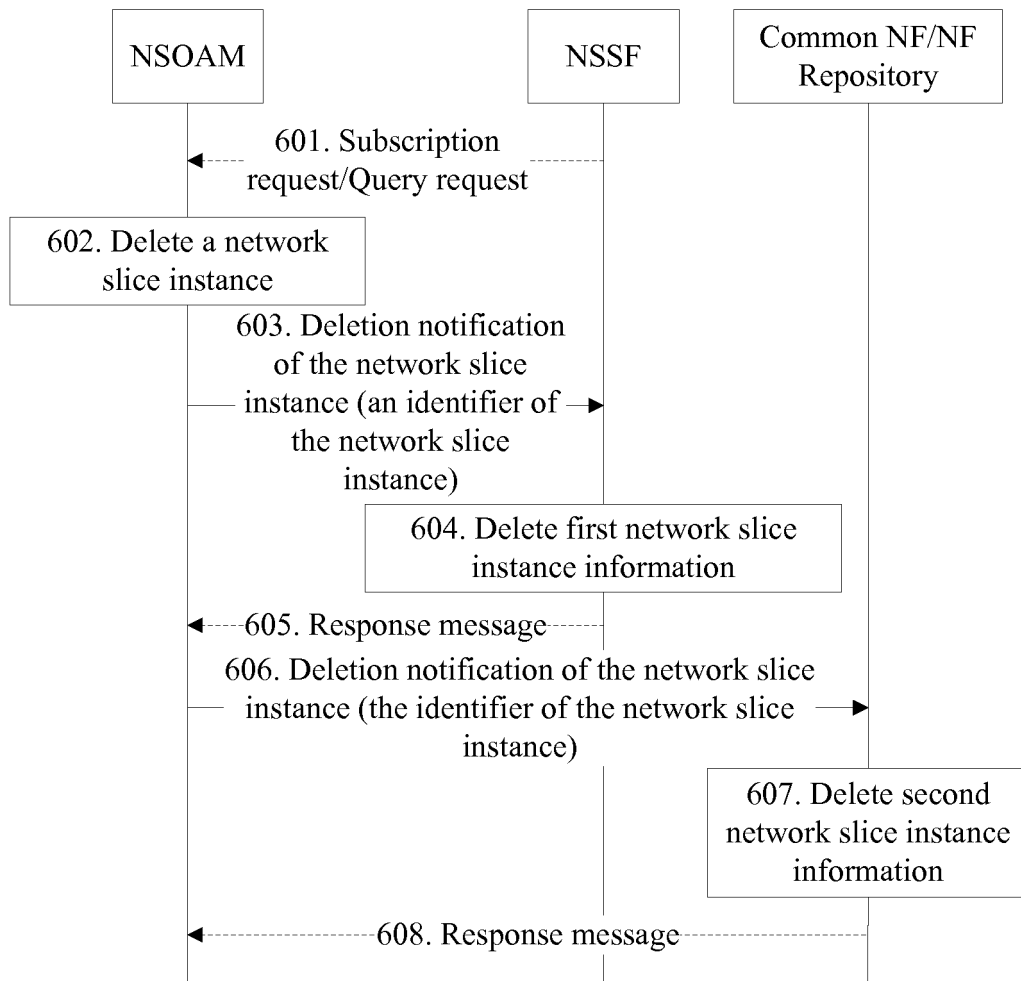 NSOAM
NSSF
Common NF/NF
Repository
601. Subscription
request/Query request
602. Delete a network
slice instance
603. Deletion notification
of the network slice
instance (an identifier of
the network slice
instance)
604. Delete first network slice
instance information
605. Response message
606. Deletion notification of the network slice
instance (the identifier of the network slice
instance)
607. Delete second
network slice instance
information
608. Response message